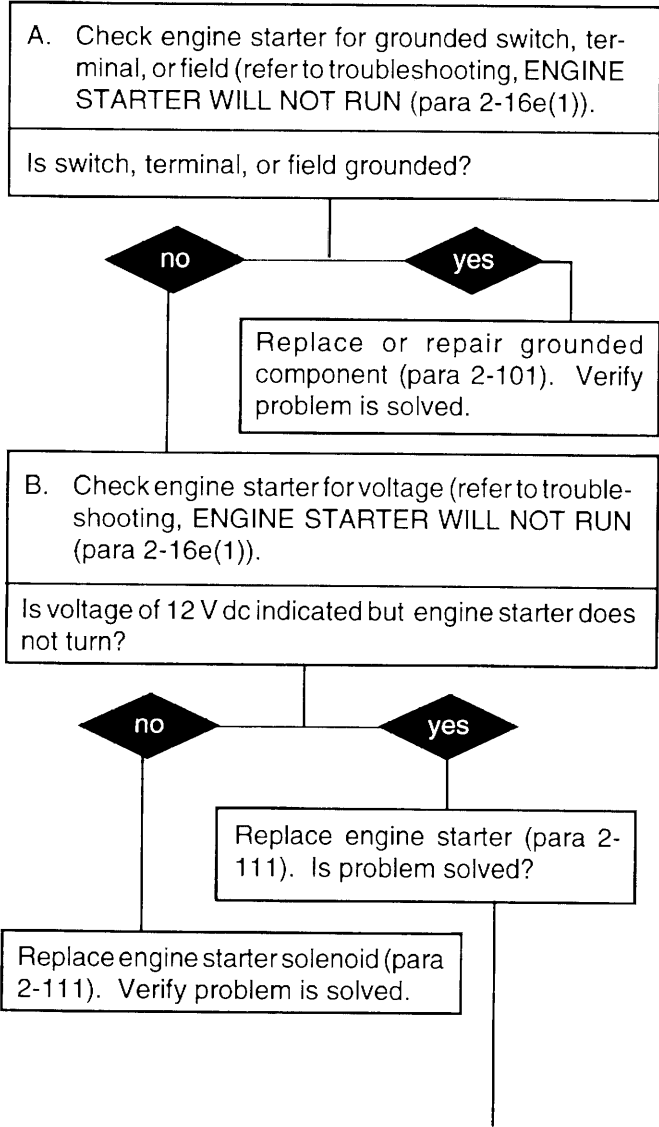 A. Check engine starter for grounded switch, ter-
minal, or field (refer to troubleshooting, ENGINE
STARTER WILL NOT RUN (para 2-16e(1)).
Is switch, terminal, or field grounded?
no
yes
Replace or repair grounded
component (para 2-101). Verify
problem is solved.
B. Check engine starter for voltage (refer to trouble-
shooting, ENGINE STARTER WILL NOT RUN
(para 2-16e(1)).
Is voltage of 12 V dc indicated but engine starter does
not turn?
no
yes
Replace engine starter (para 2-
111). Is problem solved?
Replace engine starter solenoid (para
2-111). Verify problem is solved.